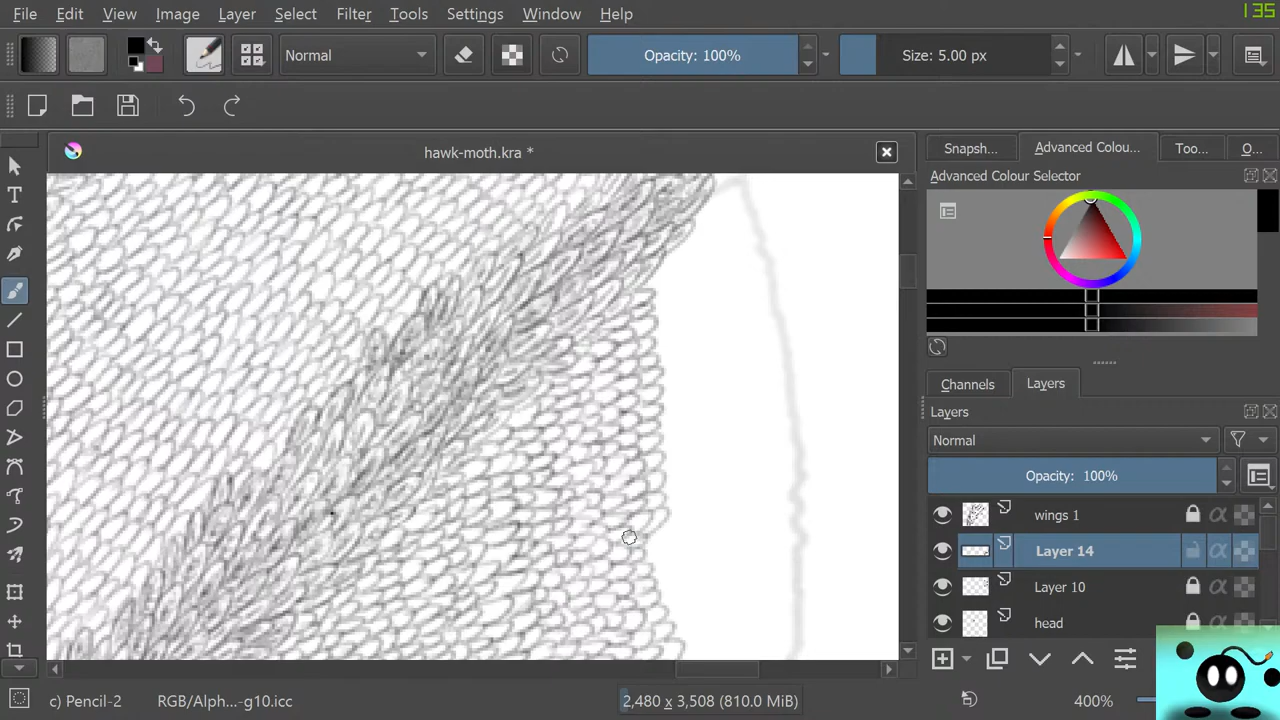 File Edit View Image Layer Select Filter Tools Settings Window Help
135
Normal
Opacity: 100%
Size: 5.00 px
hawk-moth.kra *
Snapsh...
Advanced Colou...
Too...
O...
Advanced Colour Selector
Channels
Layers
Layers
Normal
Opacity: 100%
wings 1
Layer 14
Layer 10
head
c) Pencil-2
RGB/Alph...-g10.icc
2,480 x 3,508 (810.0 MiB)
400%